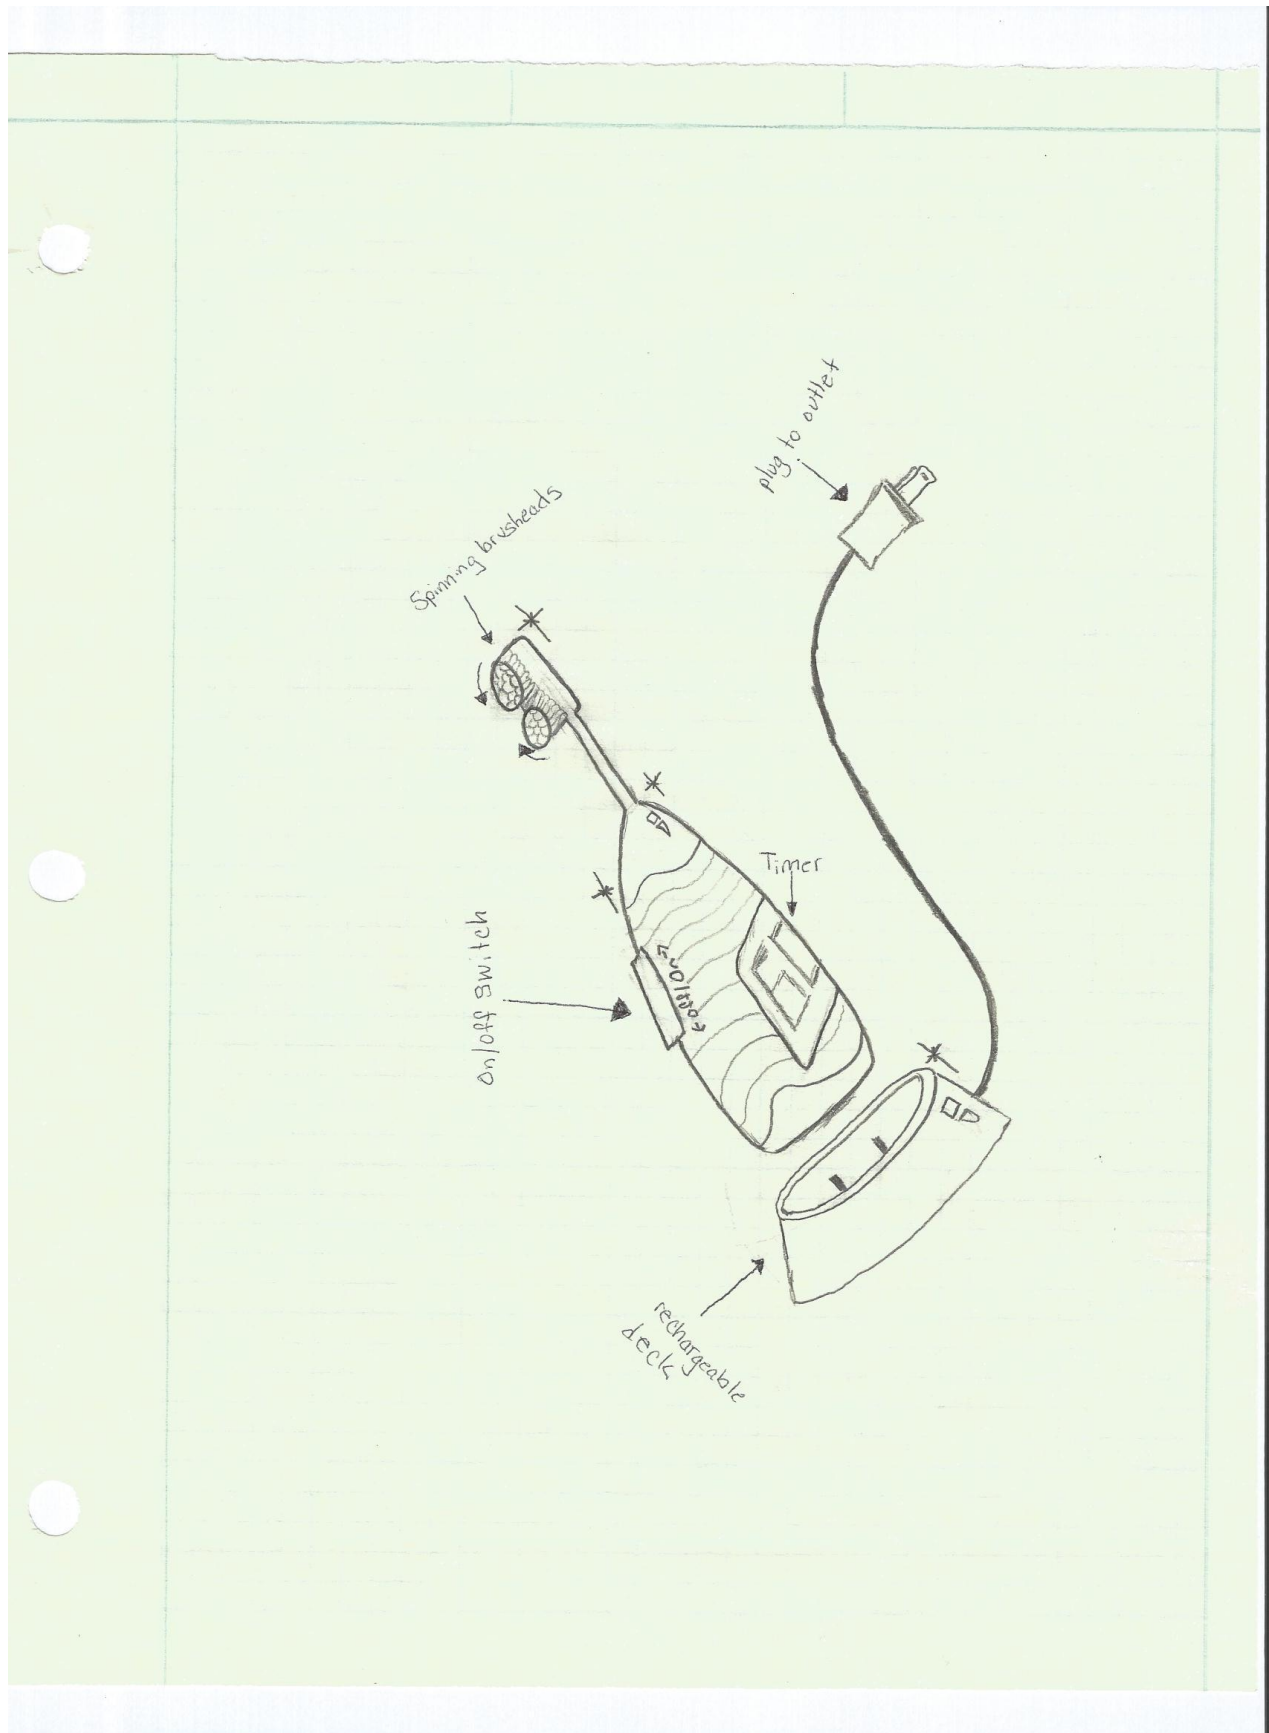 plug to outlet
Spinning brusheads
Timer
on/off switch
←off/on→
rechargeable
deck